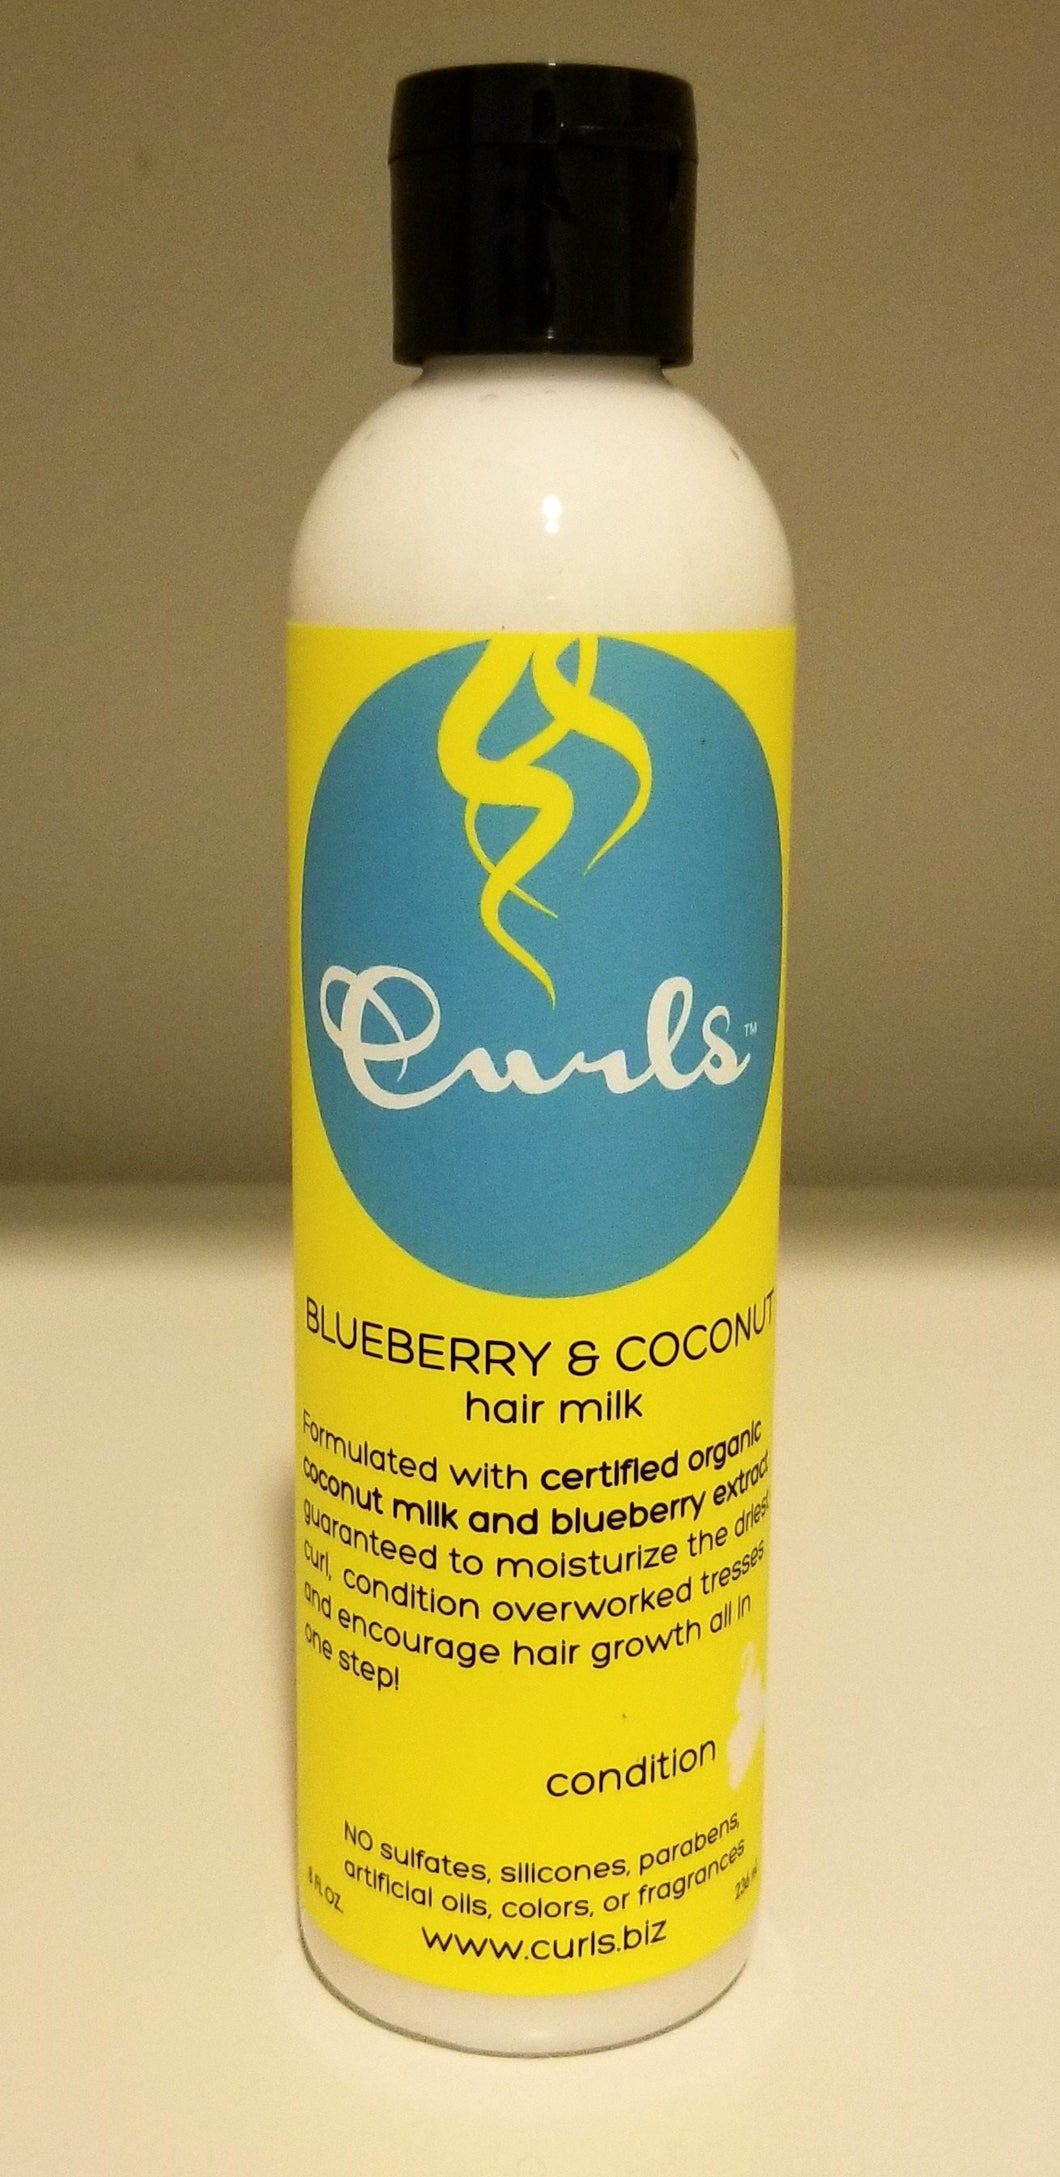 Curls™
BLUEBERRY & COCONUT
hair milk
Formulated with certified organic
coconut milk and blueberry extract
guaranteed to moisturize the driest
curl, condition overworked tresses
and encourage hair growth all in
one step!
condition
NO sulfates, silicones, parabens,
artificial oils, colors, or fragrances
8 FL OZ. 236 ml
www.curls.biz